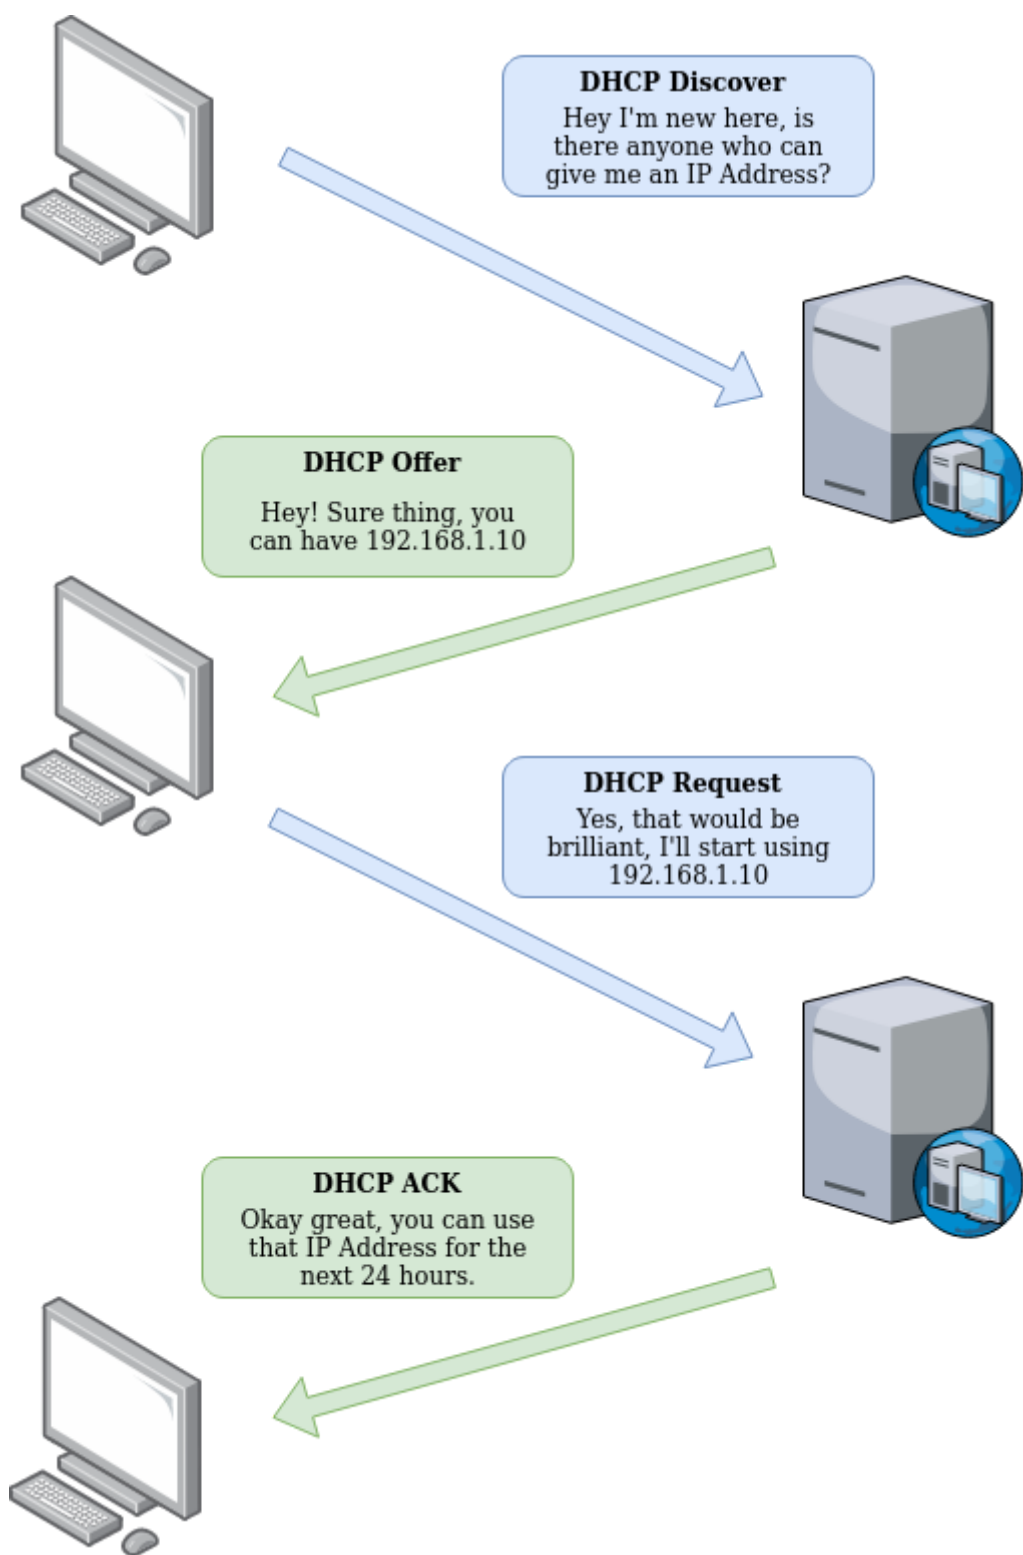 DHCP Discover
Hey I'm new here, is
there anyone who can
give me an IP Address?
DHCP Offer
Hey! Sure thing, you
can have 192.168.1.10
DHCP Request
Yes, that would be
brilliant, I'll start using
192.168.1.10
DHCP ACK
Okay great, you can use
that IP Address for the
next 24 hours.